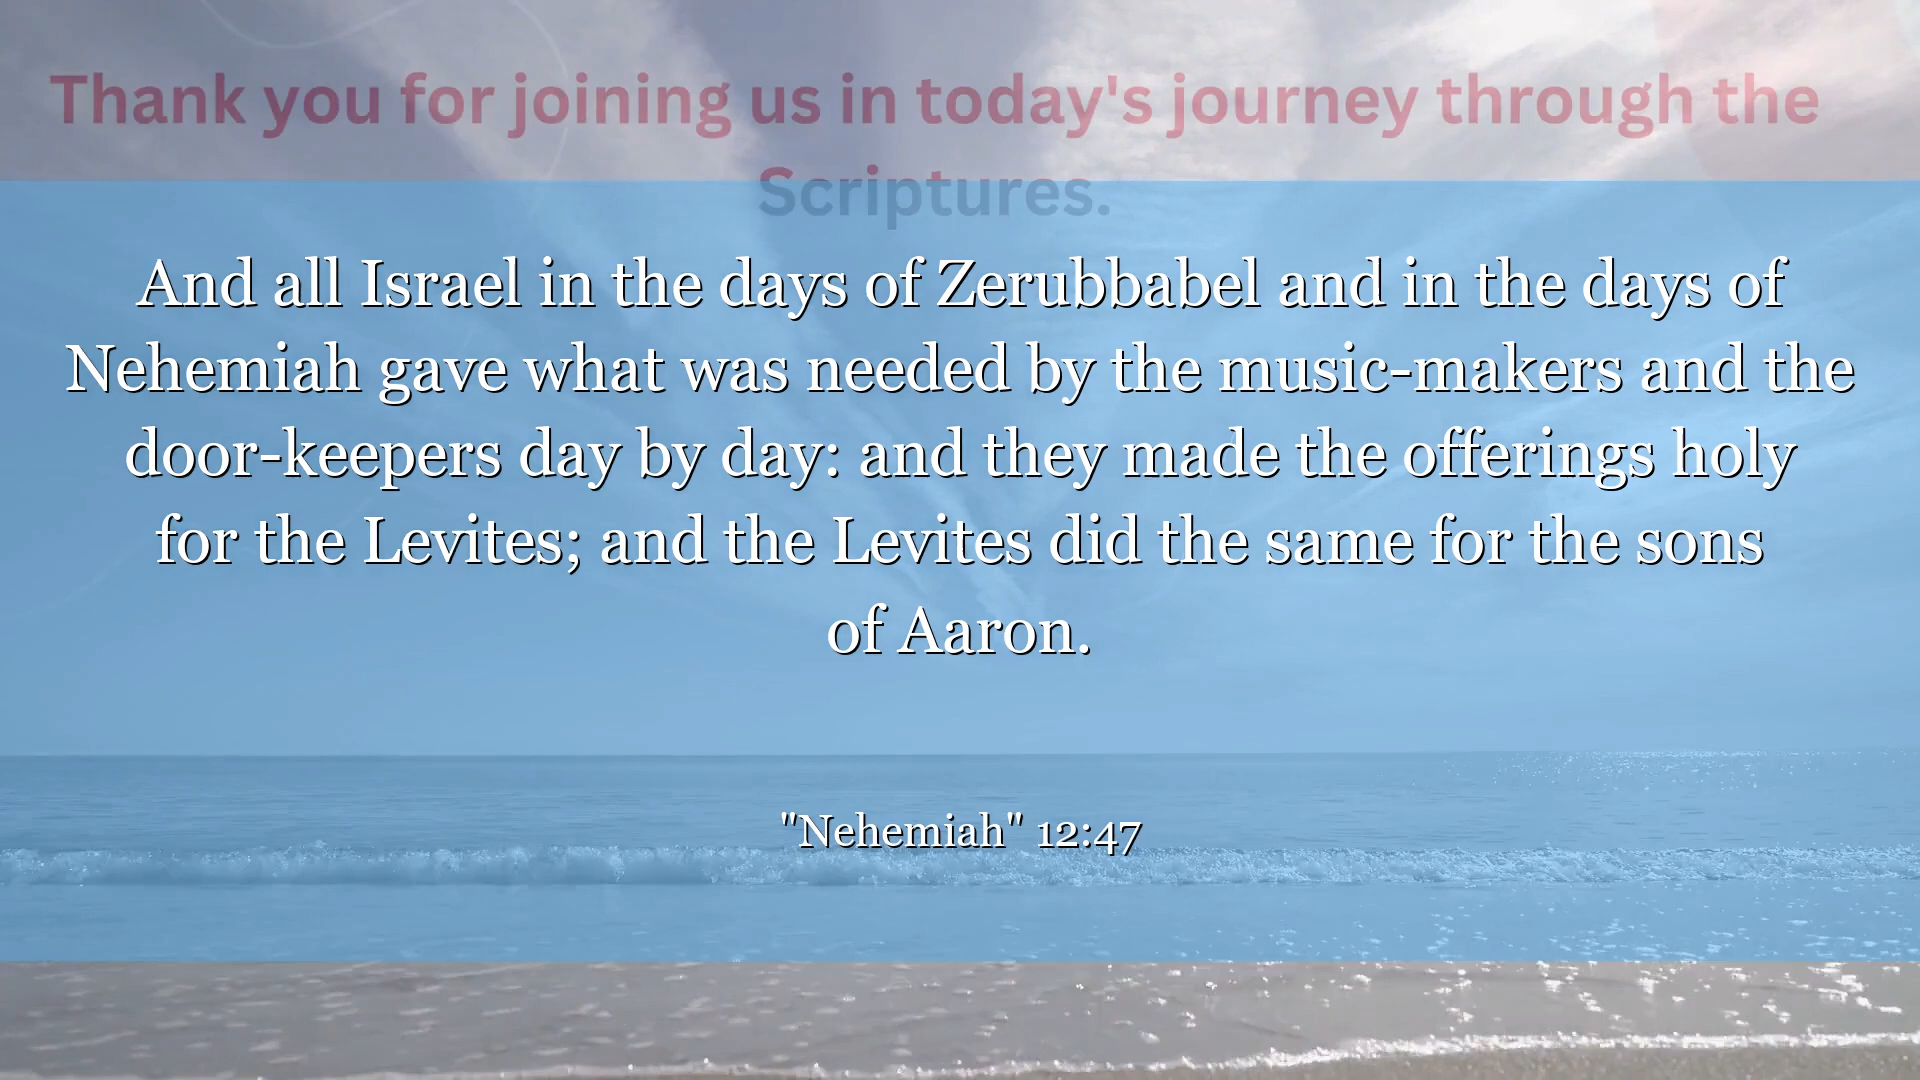 Thank you for joining us in today's journey through the
Scriptures.
And all Israel in the days of Zerubbabel and in the days of
Nehemiah gave what was needed by the music-makers and the
door-keepers day by day: and they made the offerings holy
for the Levites; and the Levites did the same for the sons
of Aaron.
"Nehemiah" 12:47